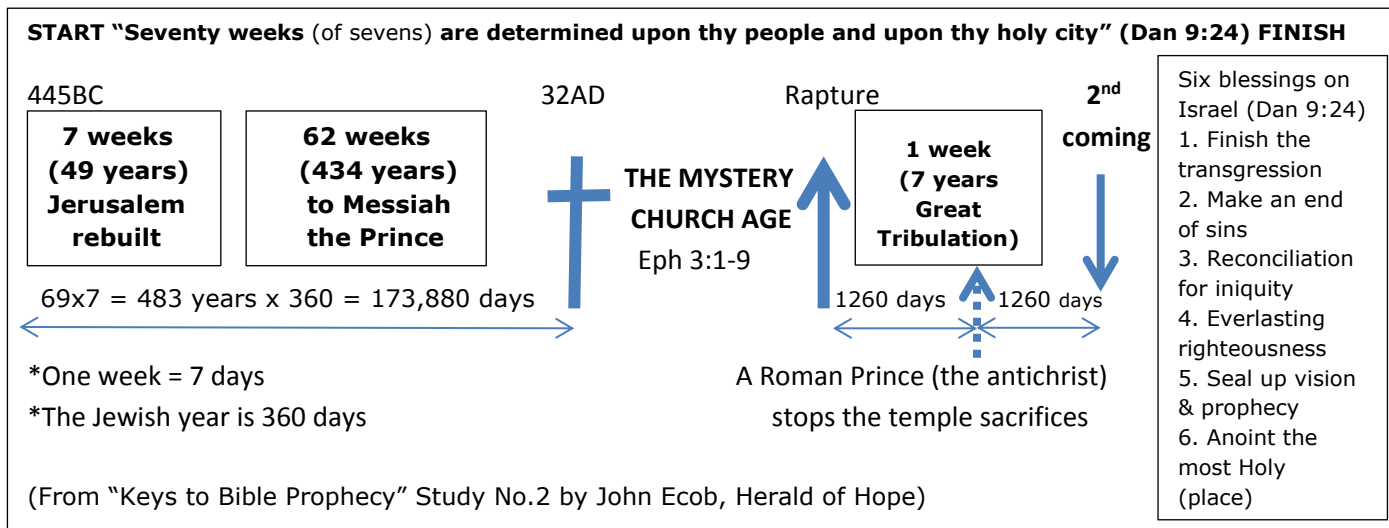 START “Seventy weeks (of sevens) are determined upon thy people and upon thy holy city” (Dan 9:24) FINISH
445BC
32AD
Rapture
2nd
coming
7 weeks
(49 years)
Jerusalem
rebuilt
62 weeks
(434 years)
to Messiah
the Prince
THE MYSTERY
CHURCH AGE
Eph 3:1-9
1 week
(7 years
Great
Tribulation)
69x7 = 483 years x 360 = 173,880 days
1260 days
1260 days
*One week = 7 days
*The Jewish year is 360 days
A Roman Prince (the antichrist)
stops the temple sacrifices
(From “Keys to Bible Prophecy” Study No.2 by John Ecob, Herald of Hope)
Six blessings on
Israel (Dan 9:24)
1. Finish the
transgression
2. Make an end
of sins
3. Reconciliation
for iniquity
4. Everlasting
righteousness
5. Seal up vision
& prophecy
6. Anoint the
most Holy
(place)